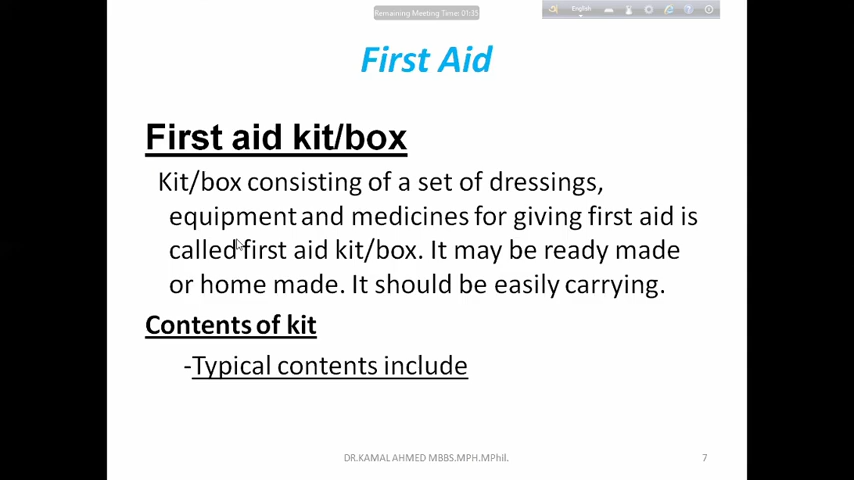 Remaining Meeting Time: 01:35
English
First Aid
First aid kit/box
Kit/box consisting of a set of dressings,
equipment and medicines for giving first aid is
called first aid kit/box. It may be ready made
or home made. It should be easily carrying.
Contents of kit
-Typical contents include
DR.KAMAL AHMED MBBS.MPH.MPhil.
7